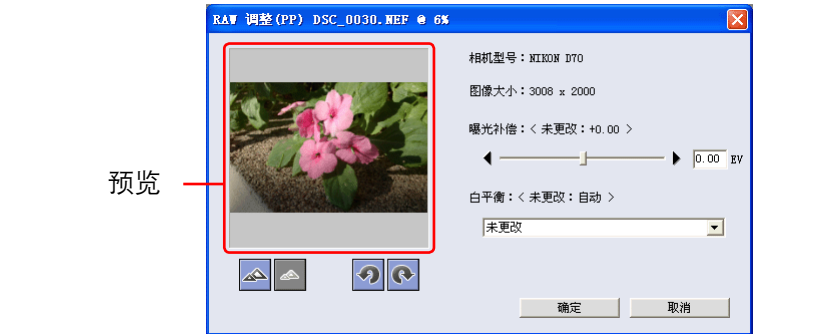 RAW 调整(PP) DSC_0030.NEF @ 6%
相机型号：NIKON D70
图像大小：3008 x 2000
曝光补偿：< 未更改：+0.00 >
0.00 EV
预览
白平衡：< 未更改：自动 >
未更改
确定 取消